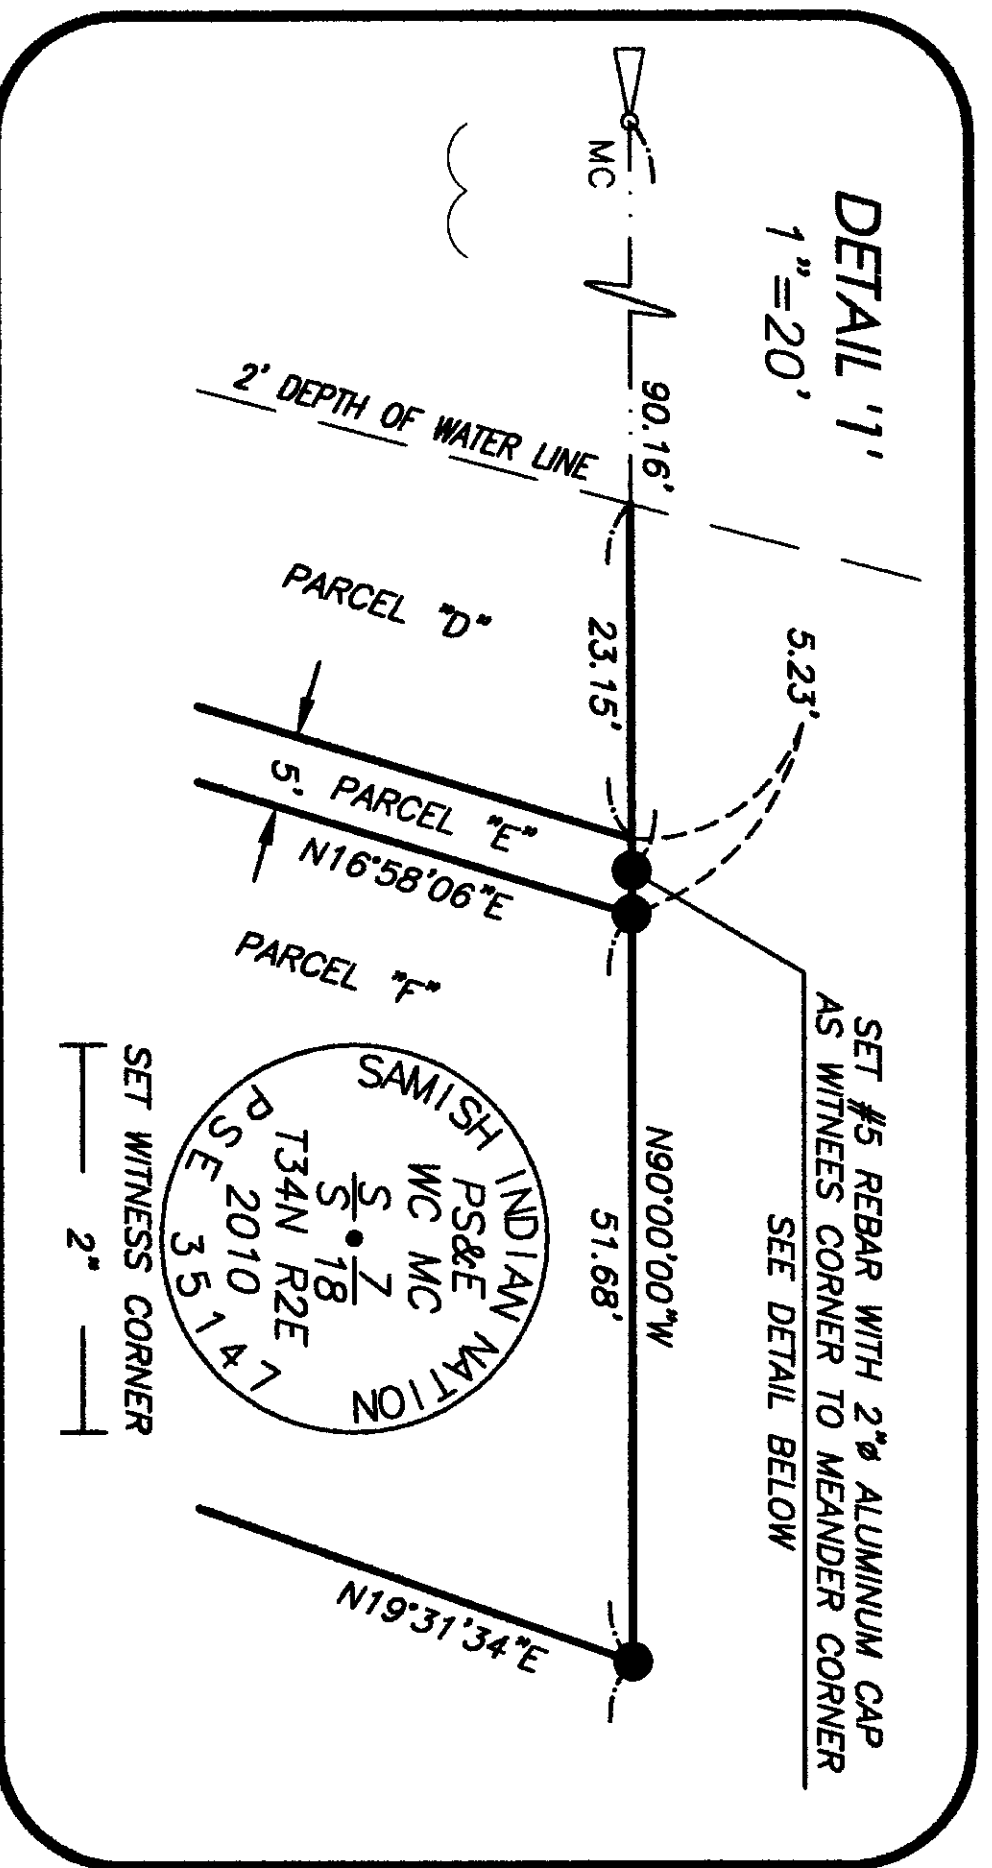 DETAIL '1'
1"=20'
SET #5 REBAR WITH 2"ø ALUMINUM CAP
AS WITNEES CORNER TO MEANDER CORNER
SEE DETAIL BELOW
5.23'
MC
90.16'
23.15'
N90°00'00"W
51.68'
2' DEPTH OF WATER LINE
PARCEL "D"
5' PARCEL "E"
N16°58'06"E
PARCEL "F"
N19°31'34"E
SAMISH INDIAN NATION
PS&E
WC MC
S 7
S 18
T34N R2E
2010
PSE 35147
SET WITNESS CORNER
2"